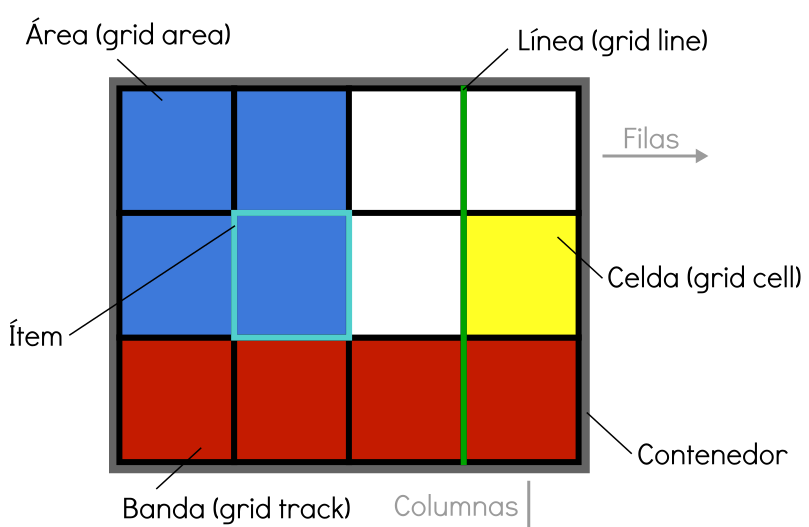 Área (grid area)
Línea (grid line)
Filas
Celda (grid cell)
Ítem
Contenedor
Banda (grid track)
Columnas